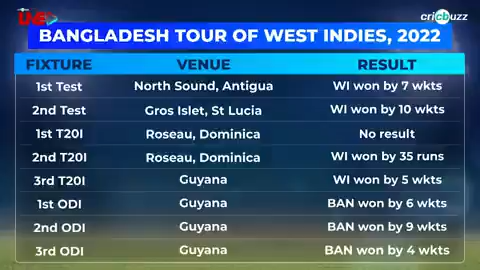 LIVE
cricbuzz
BANGLADESH TOUR OF WEST INDIES, 2022
FIXTURE VENUE RESULT
1st Test North Sound, Antigua WI won by 7 wkts
2nd Test Gros Islet, St Lucia WI won by 10 wkts
1st T20I Roseau, Dominica No result
2nd T20I Roseau, Dominica WI won by 35 runs
3rd T20I Guyana WI won by 5 wkts
1st ODI Guyana BAN won by 6 wkts
2nd ODI Guyana BAN won by 9 wkts
3rd ODI Guyana BAN won by 4 wkts